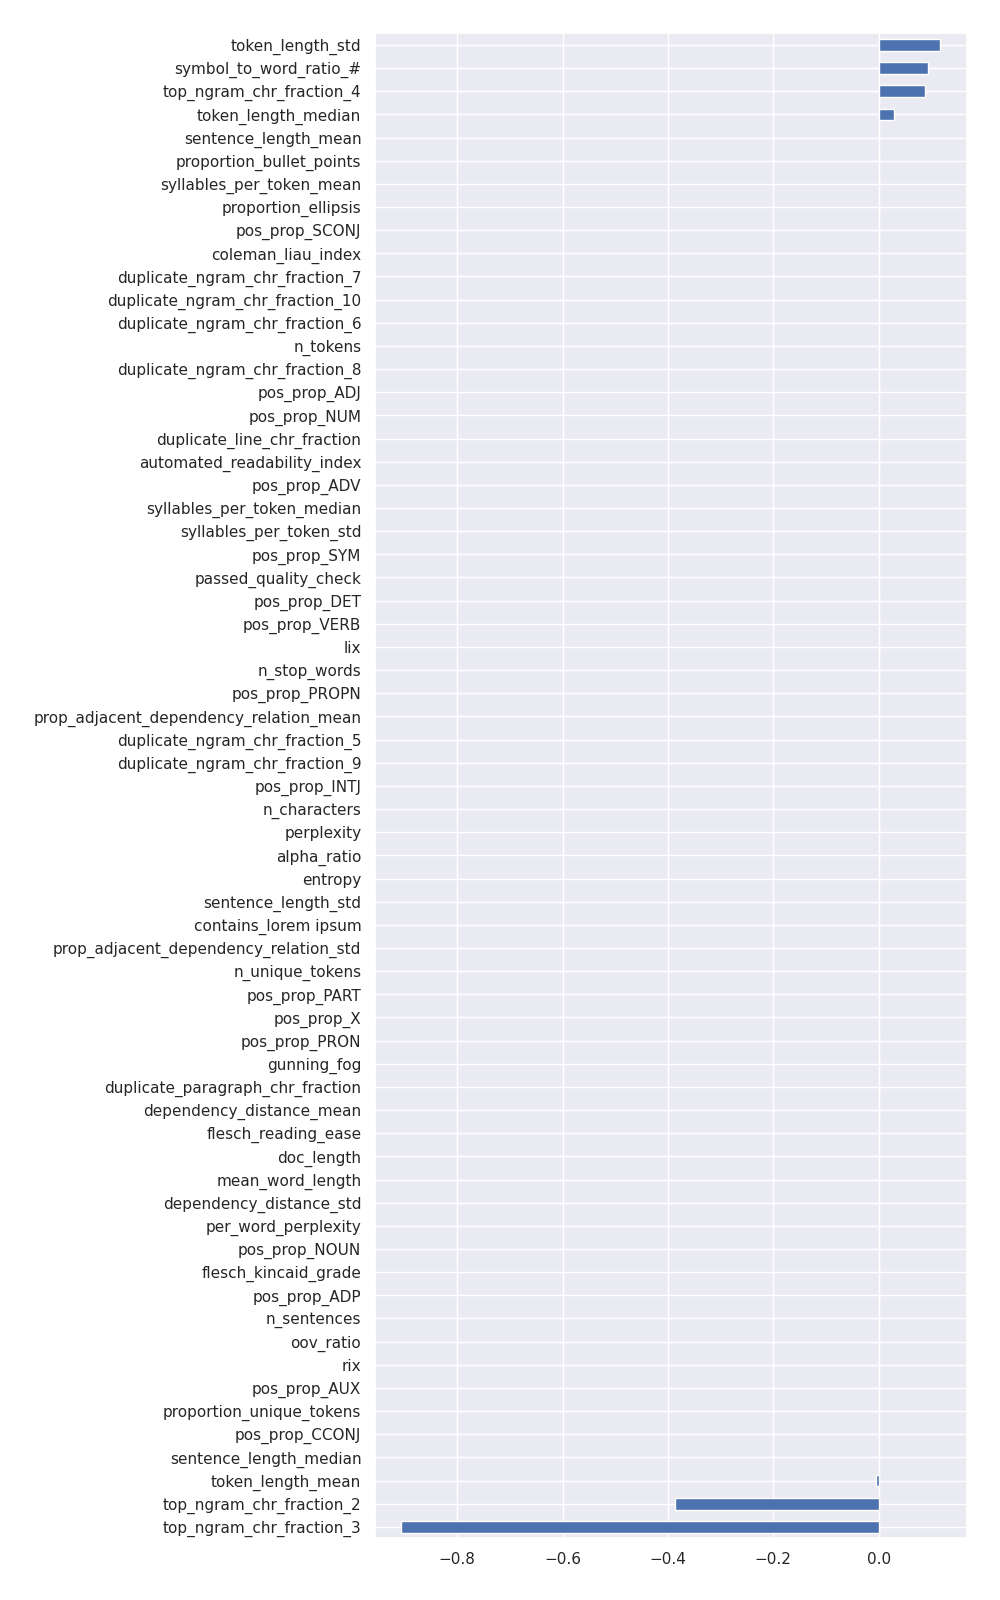 token_length_std
symbol_to_word_ratio_#
top_ngram_chr_fraction_4
token_length_median
sentence_length_mean
proportion_bullet_points
syllables_per_token_mean
proportion_ellipsis
pos_prop_SCONJ
coleman_liau_index
duplicate_ngram_chr_fraction_7
duplicate_ngram_chr_fraction_10
duplicate_ngram_chr_fraction_6
n_tokens
duplicate_ngram_chr_fraction_8
pos_prop_ADJ
pos_prop_NUM
duplicate_line_chr_fraction
automated_readability_index
pos_prop_ADV
syllables_per_token_median
syllables_per_token_std
pos_prop_SYM
passed_quality_check
pos_prop_DET
pos_prop_VERB
lix
n_stop_words
pos_prop_PROPN
prop_adjacent_dependency_relation_mean
duplicate_ngram_chr_fraction_5
duplicate_ngram_chr_fraction_9
pos_prop_INTJ
n_characters
perplexity
alpha_ratio
entropy
sentence_length_std
contains_lorem ipsum
prop_adjacent_dependency_relation_std
n_unique_tokens
pos_prop_PART
pos_prop_X
pos_prop_PRON
gunning_fog
duplicate_paragraph_chr_fraction
dependency_distance_mean
flesch_reading_ease
doc_length
mean_word_length
dependency_distance_std
per_word_perplexity
pos_prop_NOUN
flesch_kincaid_grade
pos_prop_ADP
n_sentences
oov_ratio
rix
pos_prop_AUX
proportion_unique_tokens
pos_prop_CCONJ
sentence_length_median
token_length_mean
top_ngram_chr_fraction_2
top_ngram_chr_fraction_3
−0.8 −0.6 −0.4 −0.2 0.0